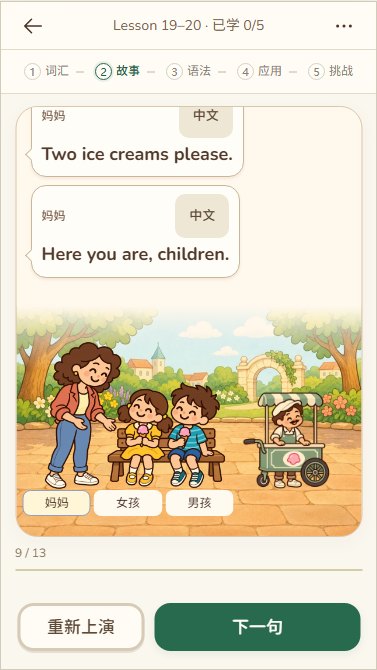 Lesson 19–20 · 已学 0/5
1 词汇 – 2 故事 – 3 语法 – 4 应用 – 5 挑战
妈妈 中文
Two ice creams please.
妈妈 中文
Here you are, children.
妈妈 女孩 男孩
9 / 13
重新上演 下一句